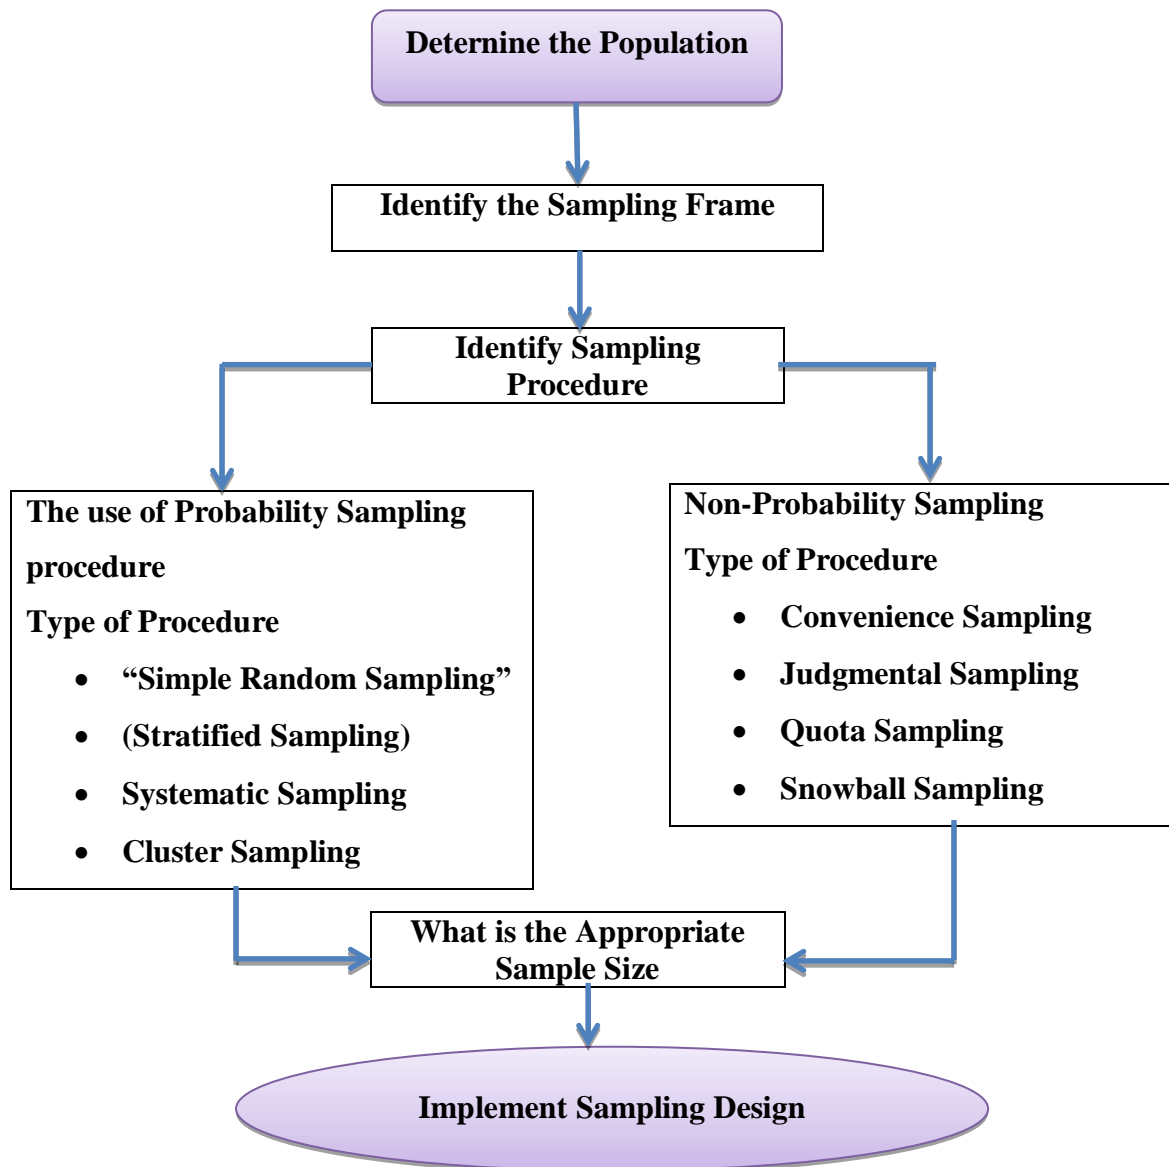 Deternine the Population
Identify the Sampling Frame
Identify Sampling
Procedure
The use of Probability Sampling
procedure
Type of Procedure
• “Simple Random Sampling”
• (Stratified Sampling)
• Systematic Sampling
• Cluster Sampling
Non-Probability Sampling
Type of Procedure
• Convenience Sampling
• Judgmental Sampling
• Quota Sampling
• Snowball Sampling
What is the Appropriate
Sample Size
Implement Sampling Design